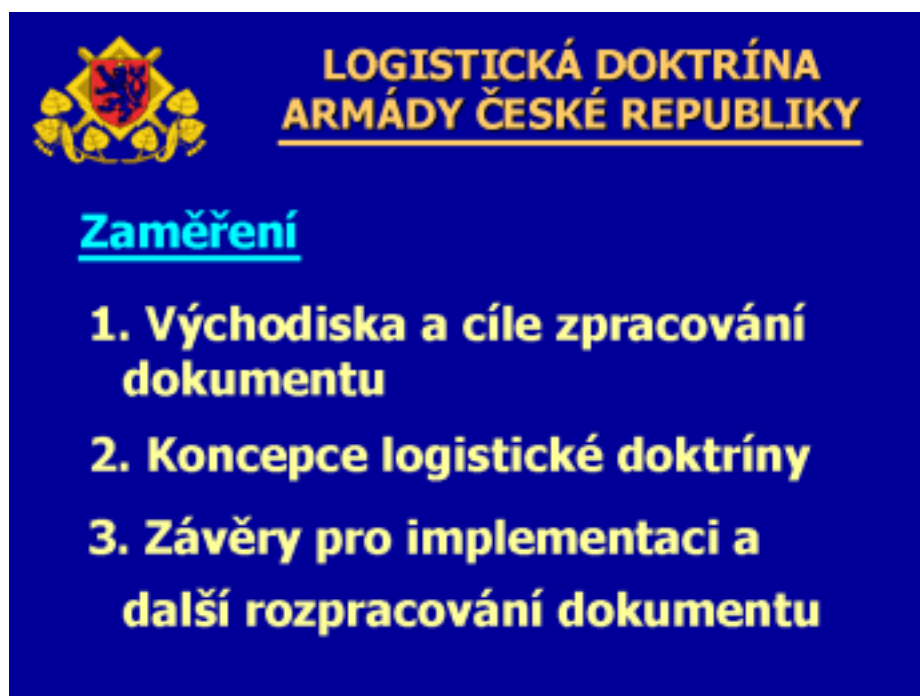 LOGISTICKÁ DOKTRÍNA
ARMÁDY ČESKÉ REPUBLIKY
Zaměření
1. Východiska a cíle zpracování
dokumentu
2. Koncepce logistické doktríny
3. Závěry pro implementaci a
další rozpracování dokumentu